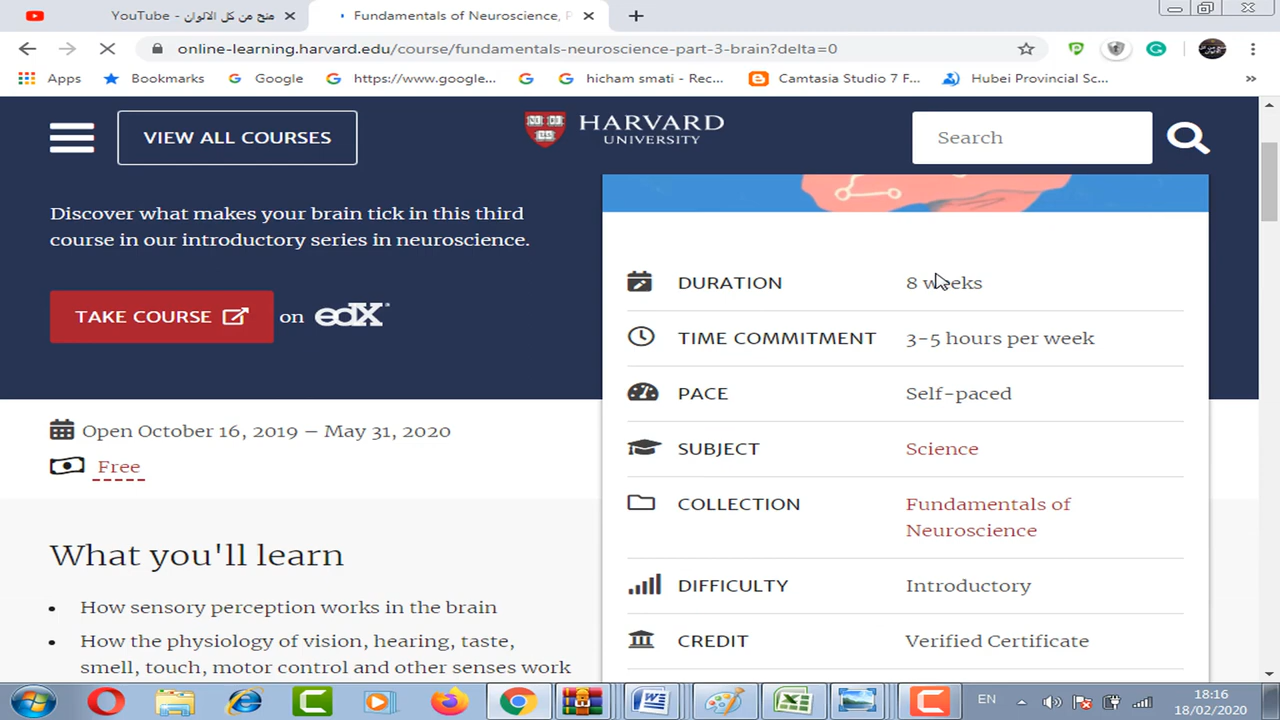 منح من كل الالوان - YouTube
Fundamentals of Neuroscience, P
online-learning.harvard.edu/course/fundamentals-neuroscience-part-3-brain?delta=0
Apps Bookmarks Google https://www.google... hicham smati - Rec... Camtasia Studio 7 F... Hubei Provincial Sc... »
VIEW ALL COURSES
HARVARD
UNIVERSITY
Search
Discover what makes your brain tick in this third
course in our introductory series in neuroscience.
TAKE COURSE on edX
Open October 16, 2019 – May 31, 2020
Free
What you'll learn
• How sensory perception works in the brain
• How the physiology of vision, hearing, taste,
smell, touch, motor control and other senses work
DURATION 8 weeks
TIME COMMITMENT 3-5 hours per week
PACE Self-paced
SUBJECT Science
COLLECTION Fundamentals of
Neuroscience
DIFFICULTY Introductory
CREDIT Verified Certificate
EN
18:16
18/02/2020